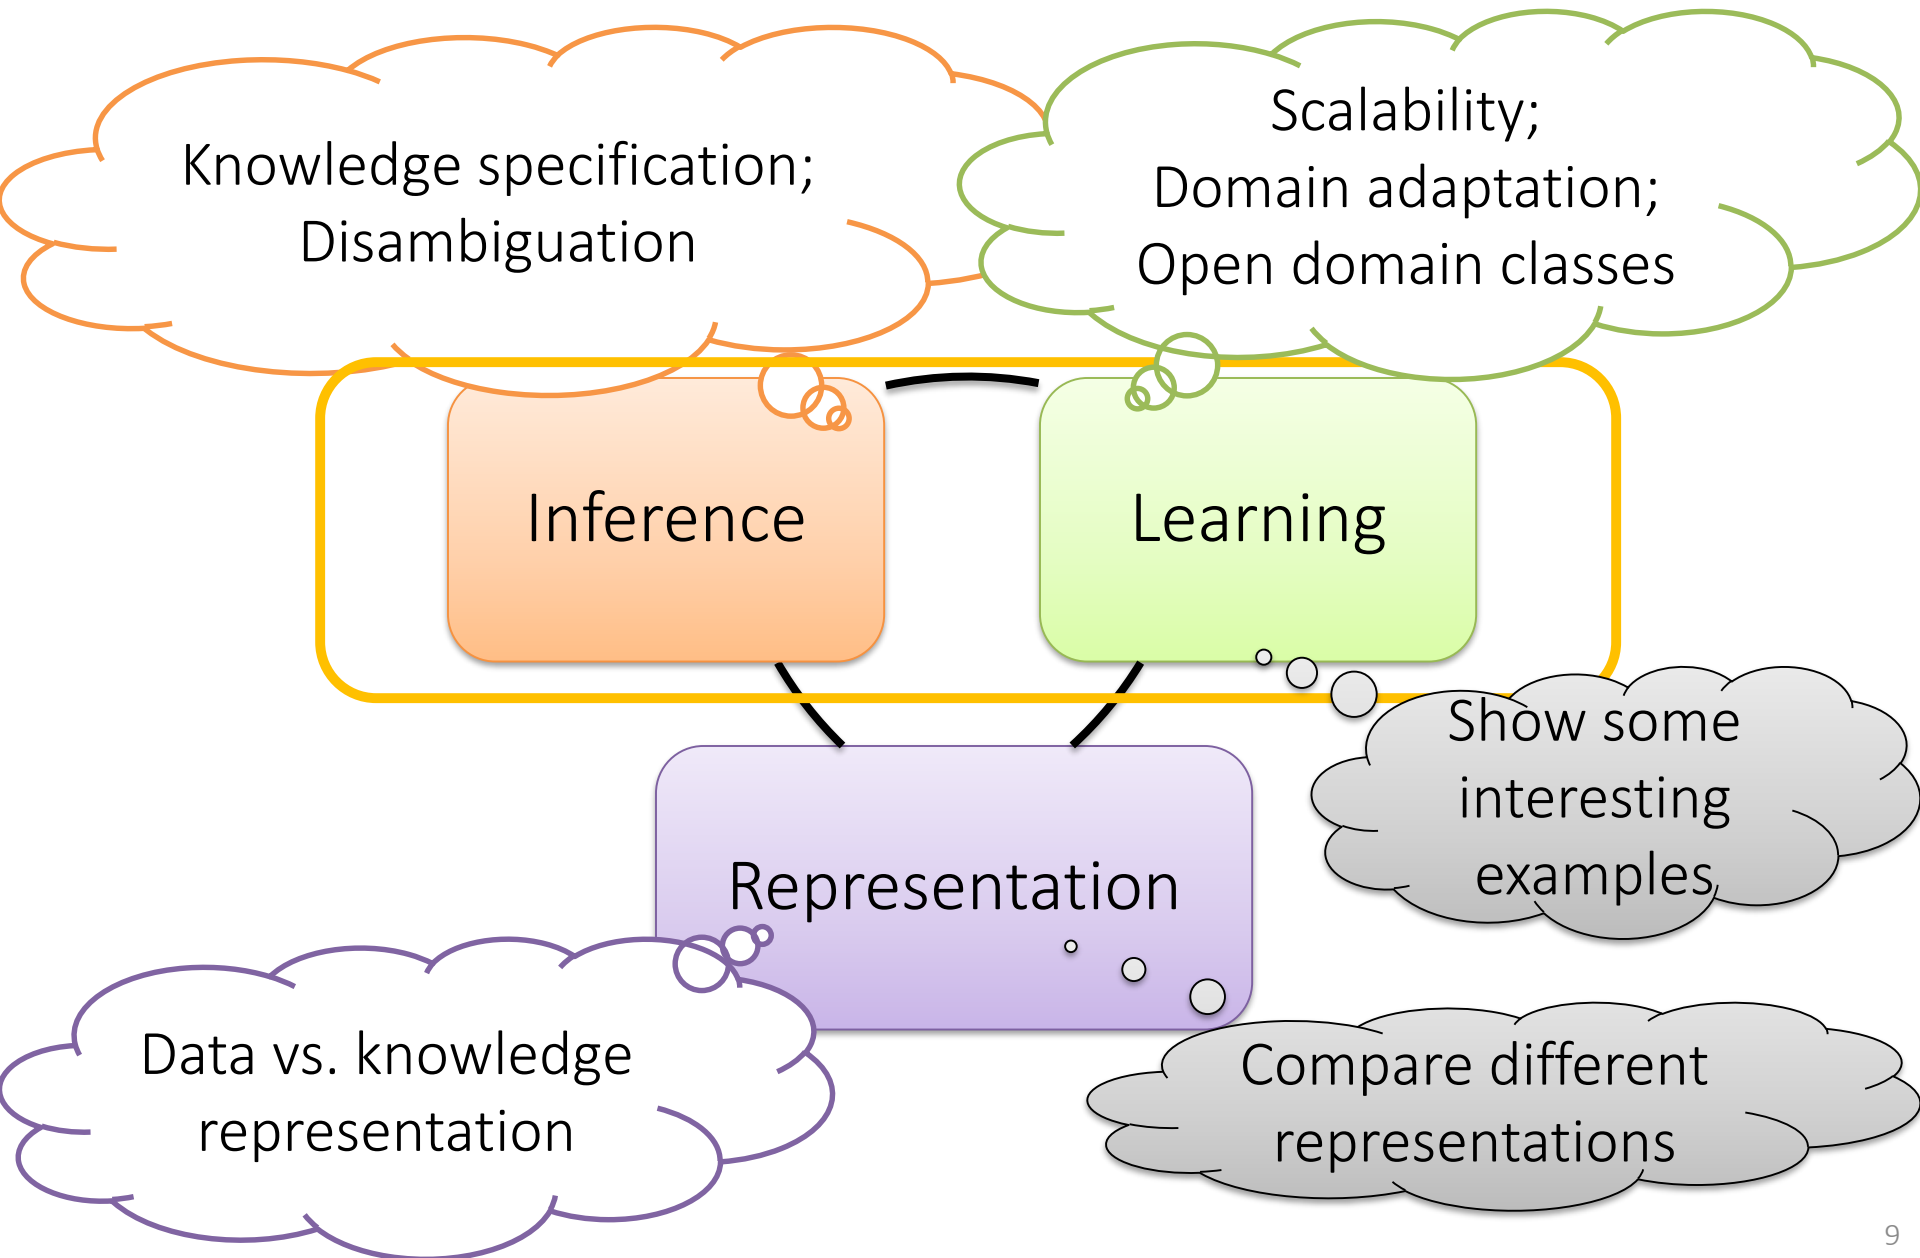 Knowledge specification;
Disambiguation
Scalability;
Domain adaptation;
Open domain classes
Inference
Learning
Show some
interesting
examples
Representation
Data vs. knowledge
representation
Compare different
representations
9